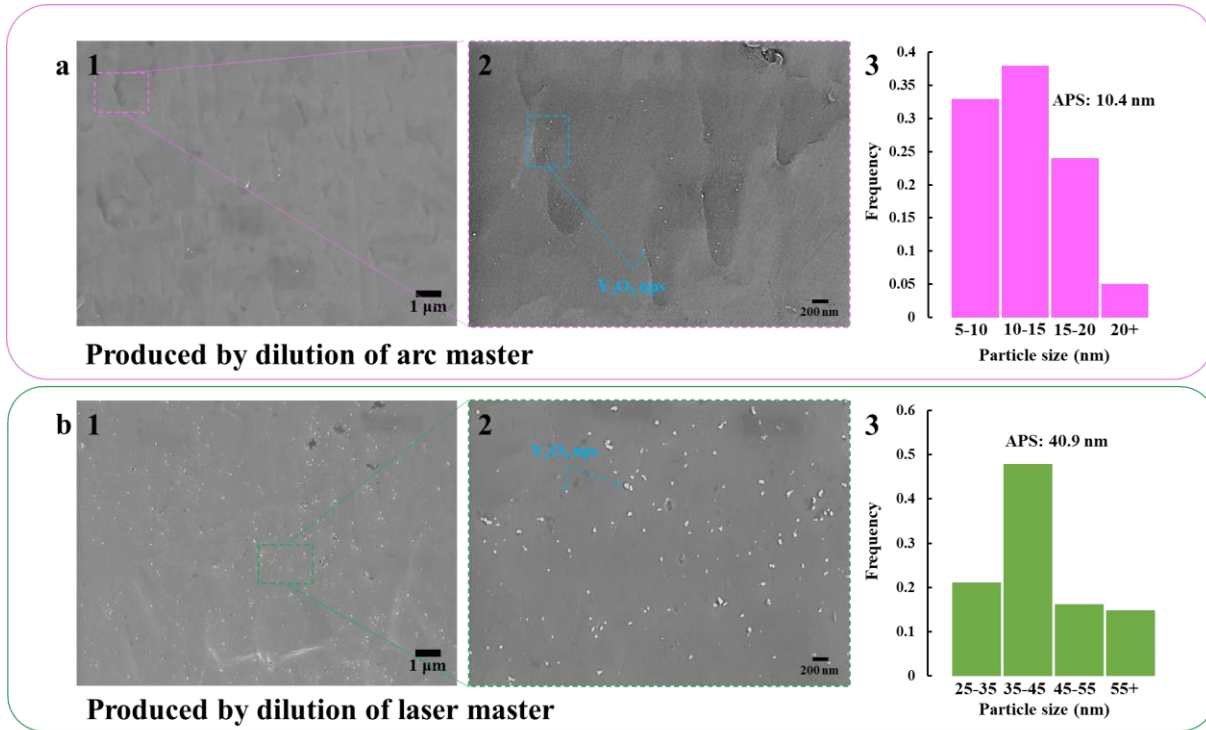 a 1
1 µm
2
Y₂O₃ nps
200 nm
3
0.4
0.35
0.3
0.25
0.2
0.15
0.1
0.05
0
Frequency
APS: 10.4 nm
5-10 10-15 15-20 20+
Particle size (nm)
Produced by dilution of arc master
b 1
1 µm
2
Y₂O₃ nps
200 nm
3
0.6
0.5
0.4
0.3
0.2
0.1
0
Frequency
APS: 40.9 nm
25-35 35-45 45-55 55+
Particle size (nm)
Produced by dilution of laser master